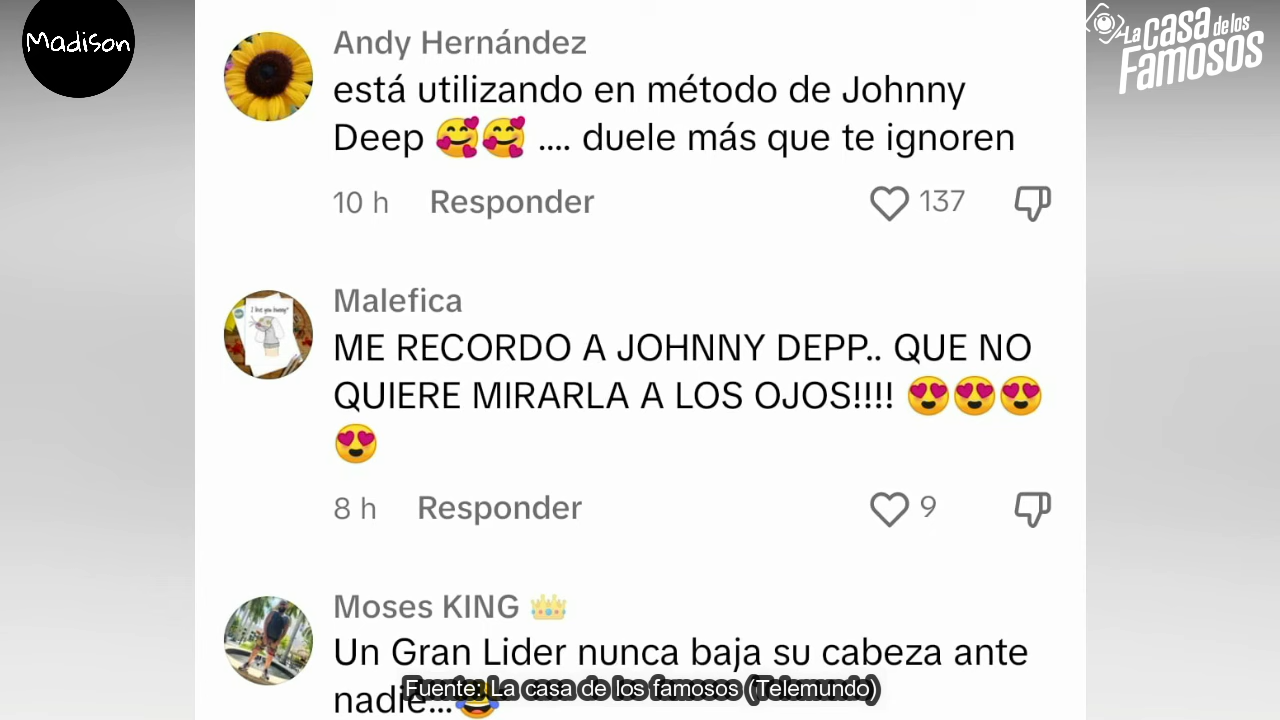 Madison
La CASA de los
Famosos
Andy Hernández
está utilizando en método de Johnny
Deep 🥰🥰 .... duele más que te ignoren
10 h Responder 137
Malefica
ME RECORDO A JOHNNY DEPP.. QUE NO
QUIERE MIRARLA A LOS OJOS!!!! 😍😍😍
😍
8 h Responder 9
Moses KING 👑
Un Gran Lider nunca baja su cabeza ante
nadie...😂
Fuente: La casa de los famosos (Telemundo)